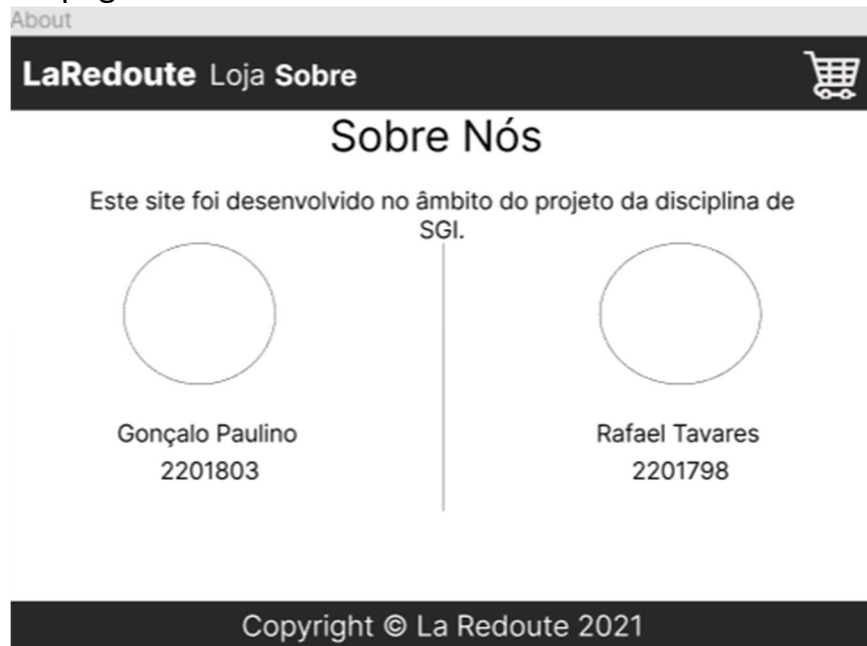 About
LaRedoute Loja Sobre
Sobre Nós
Este site foi desenvolvido no âmbito do projeto da disciplina de
SGI.
Gonçalo Paulino
2201803
Rafael Tavares
2201798
Copyright © La Redoute 2021